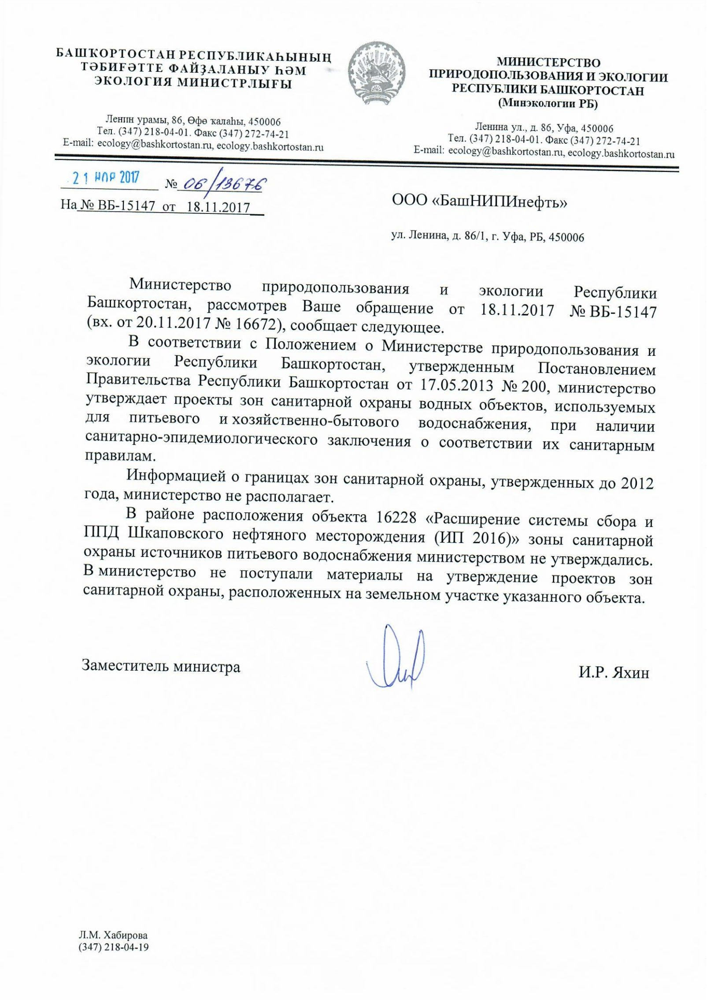 БАШҠОРТОСТАН РЕСПУБЛИКАҺЫНЫҢ
ТӘБИҒӘТТЕ ФАЙҘАЛАНЫУ ҺӘМ
ЭКОЛОГИЯ МИНИСТРЛЫҒЫ
Ленин урамы, 86, Өфө ҡалаһы, 450006
Тел. (347) 218-04-01. Факс (347) 272-74-21
E-mail: ecology@bashkortostan.ru, ecology.bashkortostan.ru
МИНИСТЕРСТВО
ПРИРОДОПОЛЬЗОВАНИЯ И ЭКОЛОГИИ
РЕСПУБЛИКИ БАШКОРТОСТАН
(Минэкологии РБ)
Ленина ул., д. 86, Уфа, 450006
Тел. (347) 218-04-01. Факс (347) 272-74-21
E-mail: ecology@bashkortostan.ru, ecology.bashkortostan.ru
21 НОЯ 2017 № 06/13676
На № ВБ-15147 от 18.11.2017
ООО «БашНИПИнефть»
ул. Ленина, д. 86/1, г. Уфа, РБ, 450006
Министерство природопользования и экологии Республики
Башкортостан, рассмотрев Ваше обращение от 18.11.2017 № ВБ-15147
(вх. от 20.11.2017 № 16672), сообщает следующее.
В соответствии с Положением о Министерстве природопользования и
экологии Республики Башкортостан, утвержденным Постановлением
Правительства Республики Башкортостан от 17.05.2013 № 200, министерство
утверждает проекты зон санитарной охраны водных объектов, используемых
для питьевого и хозяйственно-бытового водоснабжения, при наличии
санитарно-эпидемиологического заключения о соответствии их санитарным
правилам.
Информацией о границах зон санитарной охраны, утвержденных до 2012
года, министерство не располагает.
В районе расположения объекта 16228 «Расширение системы сбора и
ППД Шкаповского нефтяного месторождения (ИП 2016)» зоны санитарной
охраны источников питьевого водоснабжения министерством не утверждались.
В министерство не поступали материалы на утверждение проектов зон
санитарной охраны, расположенных на земельном участке указанного объекта.
Заместитель министра
И.Р. Яхин
Л.М. Хабирова
(347) 218-04-19